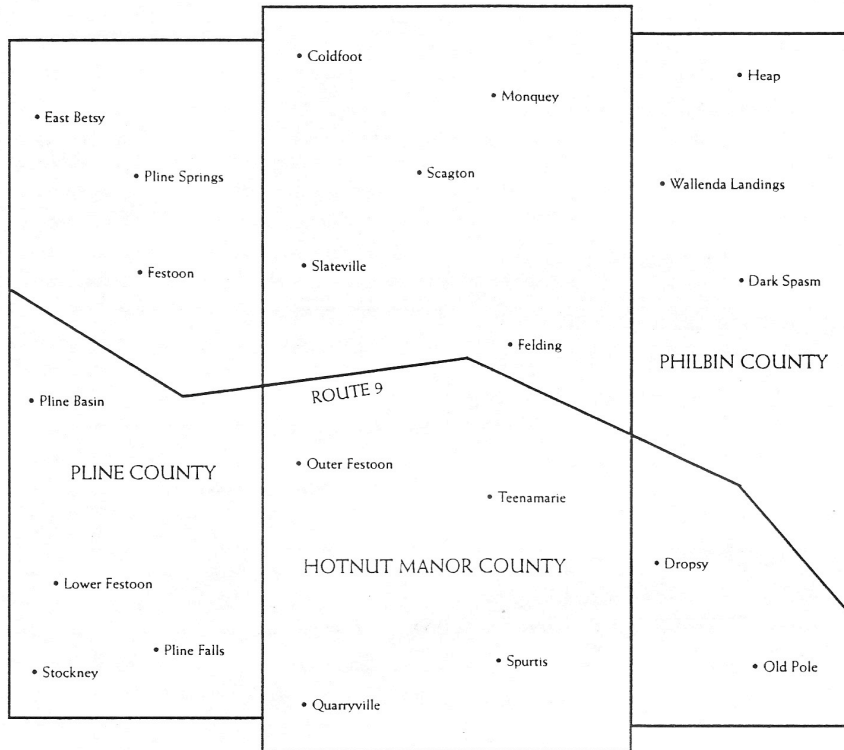 Coldfoot
Heap
Monquey
East Betsy
Pline Springs
Scagton
Wallenda Landings
Festoon
Slateville
Dark Spasm
Felding
PHILBIN COUNTY
ROUTE 9
Pline Basin
PLINE COUNTY
Outer Festoon
Teenamarie
HOTNUT MANOR COUNTY
Dropsy
Lower Festoon
Pline Falls
Spurtis
Old Pole
Stockney
Quarryville